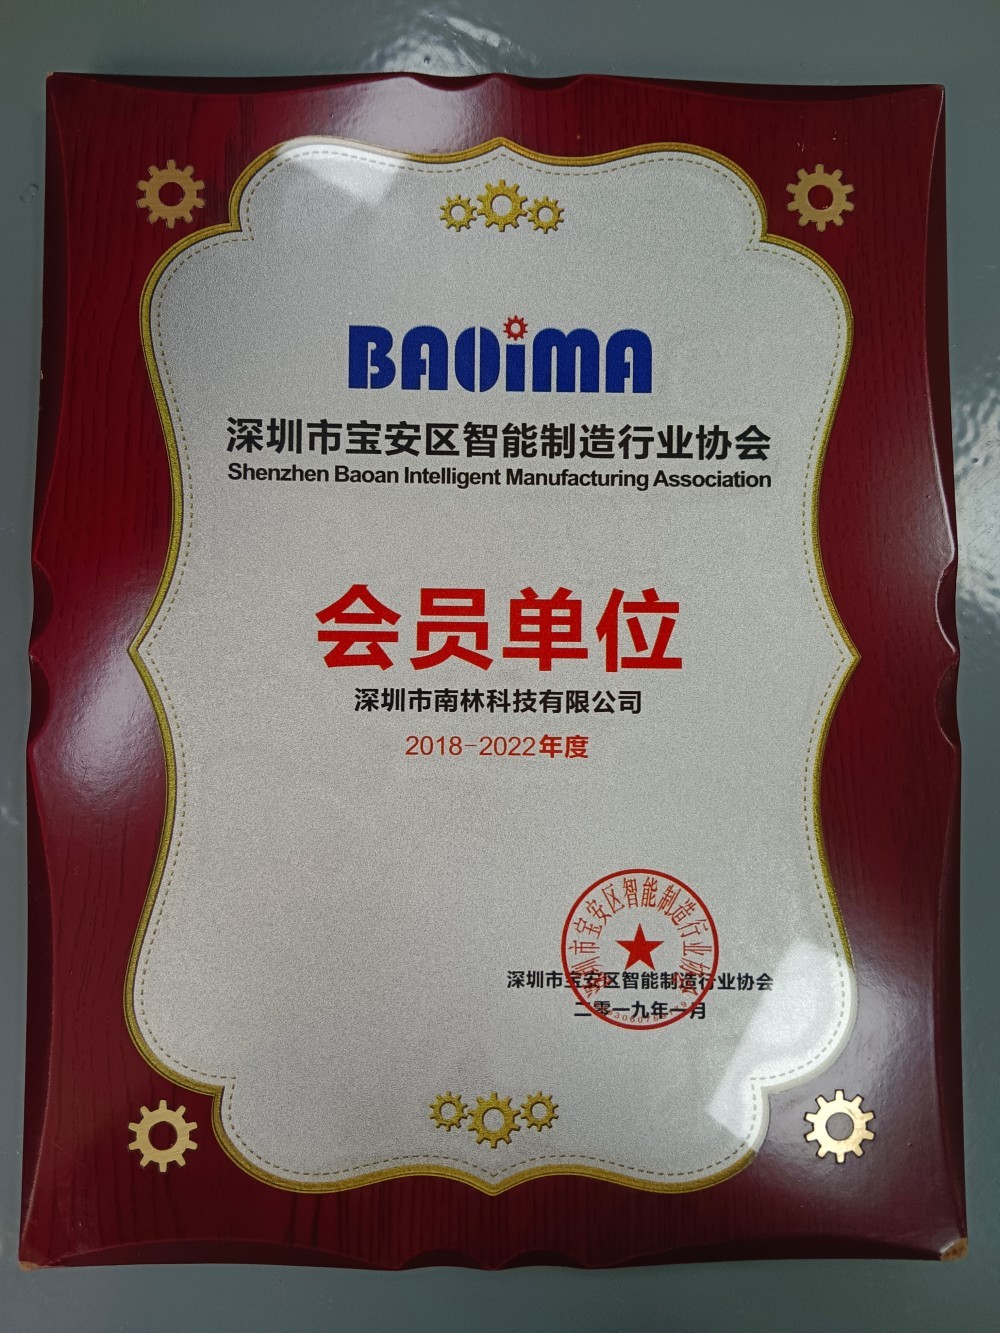 BAOiMA
深圳市宝安区智能制造行业协会
Shenzhen Baoan Intelligent Manufacturing Association
会员单位
深圳市南林科技有限公司
2018-2022年度
深圳市宝安区智能制造行业协会
深圳市宝安区智能制造行业协会
二零一九年一月